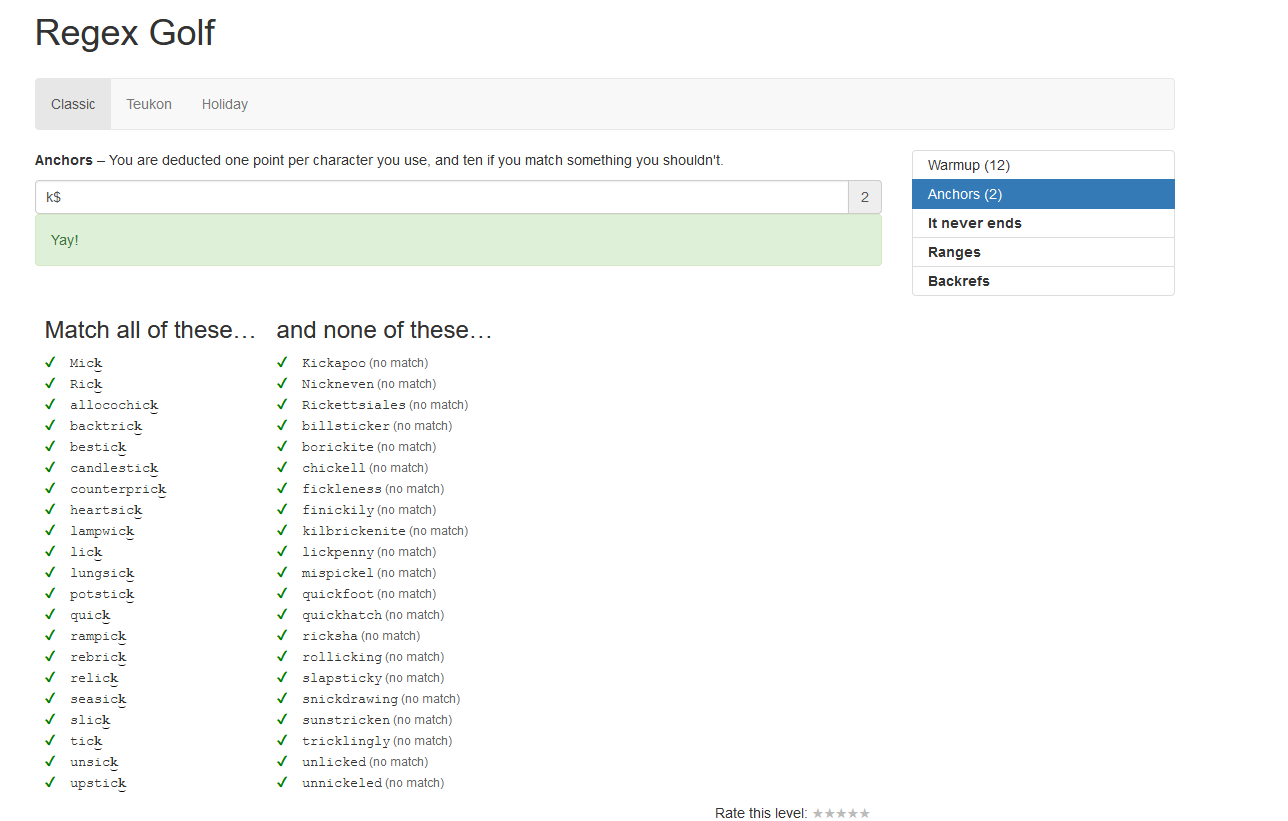 Regex Golf
Classic Teukon Holiday
Anchors – You are deducted one point per character you use, and ten if you match something you shouldn't.
k$ 2
Yay!
Warmup (12)
Anchors (2)
It never ends
Ranges
Backrefs
Match all of these… and none of these…
✓ Mick ✓ Kickapoo (no match)
✓ Rick ✓ Nickneven (no match)
✓ allocochick ✓ Rickettsiales (no match)
✓ backtrick ✓ billsticker (no match)
✓ bestick ✓ borickite (no match)
✓ candlestick ✓ chickell (no match)
✓ counterprick ✓ fickleness (no match)
✓ heartsick ✓ finickily (no match)
✓ lampwick ✓ kilbrickenite (no match)
✓ lick ✓ lickpenny (no match)
✓ lungsick ✓ mispickel (no match)
✓ potstick ✓ quickfoot (no match)
✓ quick ✓ quickhatch (no match)
✓ rampick ✓ ricksha (no match)
✓ rebrick ✓ rollicking (no match)
✓ relick ✓ slapsticky (no match)
✓ seasick ✓ snickdrawing (no match)
✓ slick ✓ sunstricken (no match)
✓ tick ✓ tricklingly (no match)
✓ unsick ✓ unlicked (no match)
✓ upstick ✓ unnickeled (no match)
Rate this level: ★★★★★